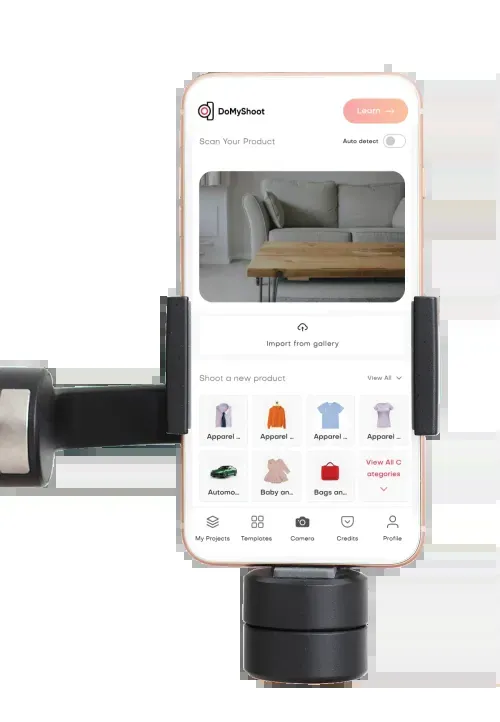 DoMyShoot
Learn →
Scan Your Product
Auto detect
Import from gallery
Shoot a new product
View All
Apparel ...
Apparel ...
Apparel ...
Apparel ...
Automo...
Baby an...
Bags an...
View All C
ategories
My Projects
Templates
Camera
Credits
Profile